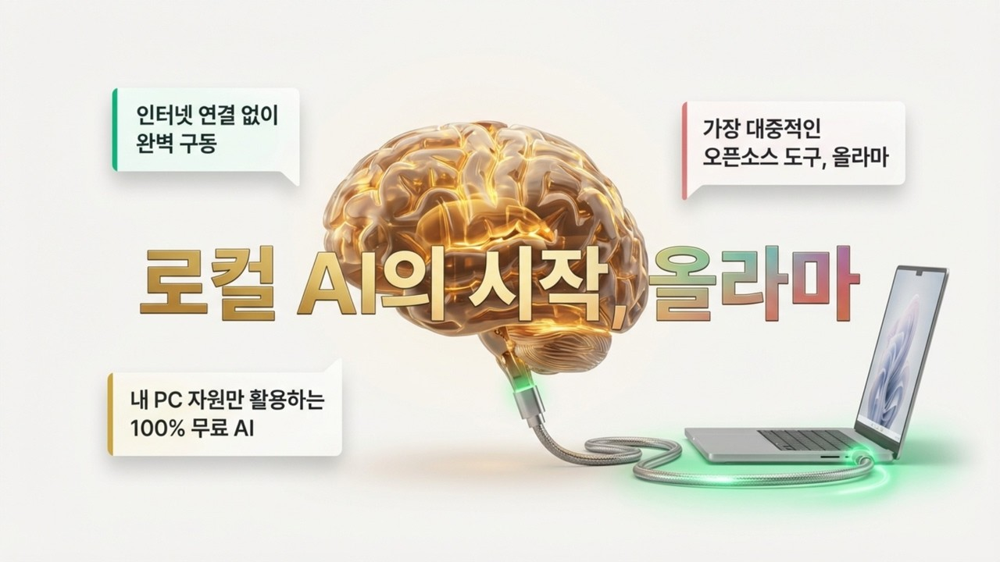 인터넷 연결 없이
완벽 구동
가장 대중적인
오픈소스 도구, 올라마
로컬 AI의 시작, 올라마
내 PC 자원만 활용하는
100% 무료 AI